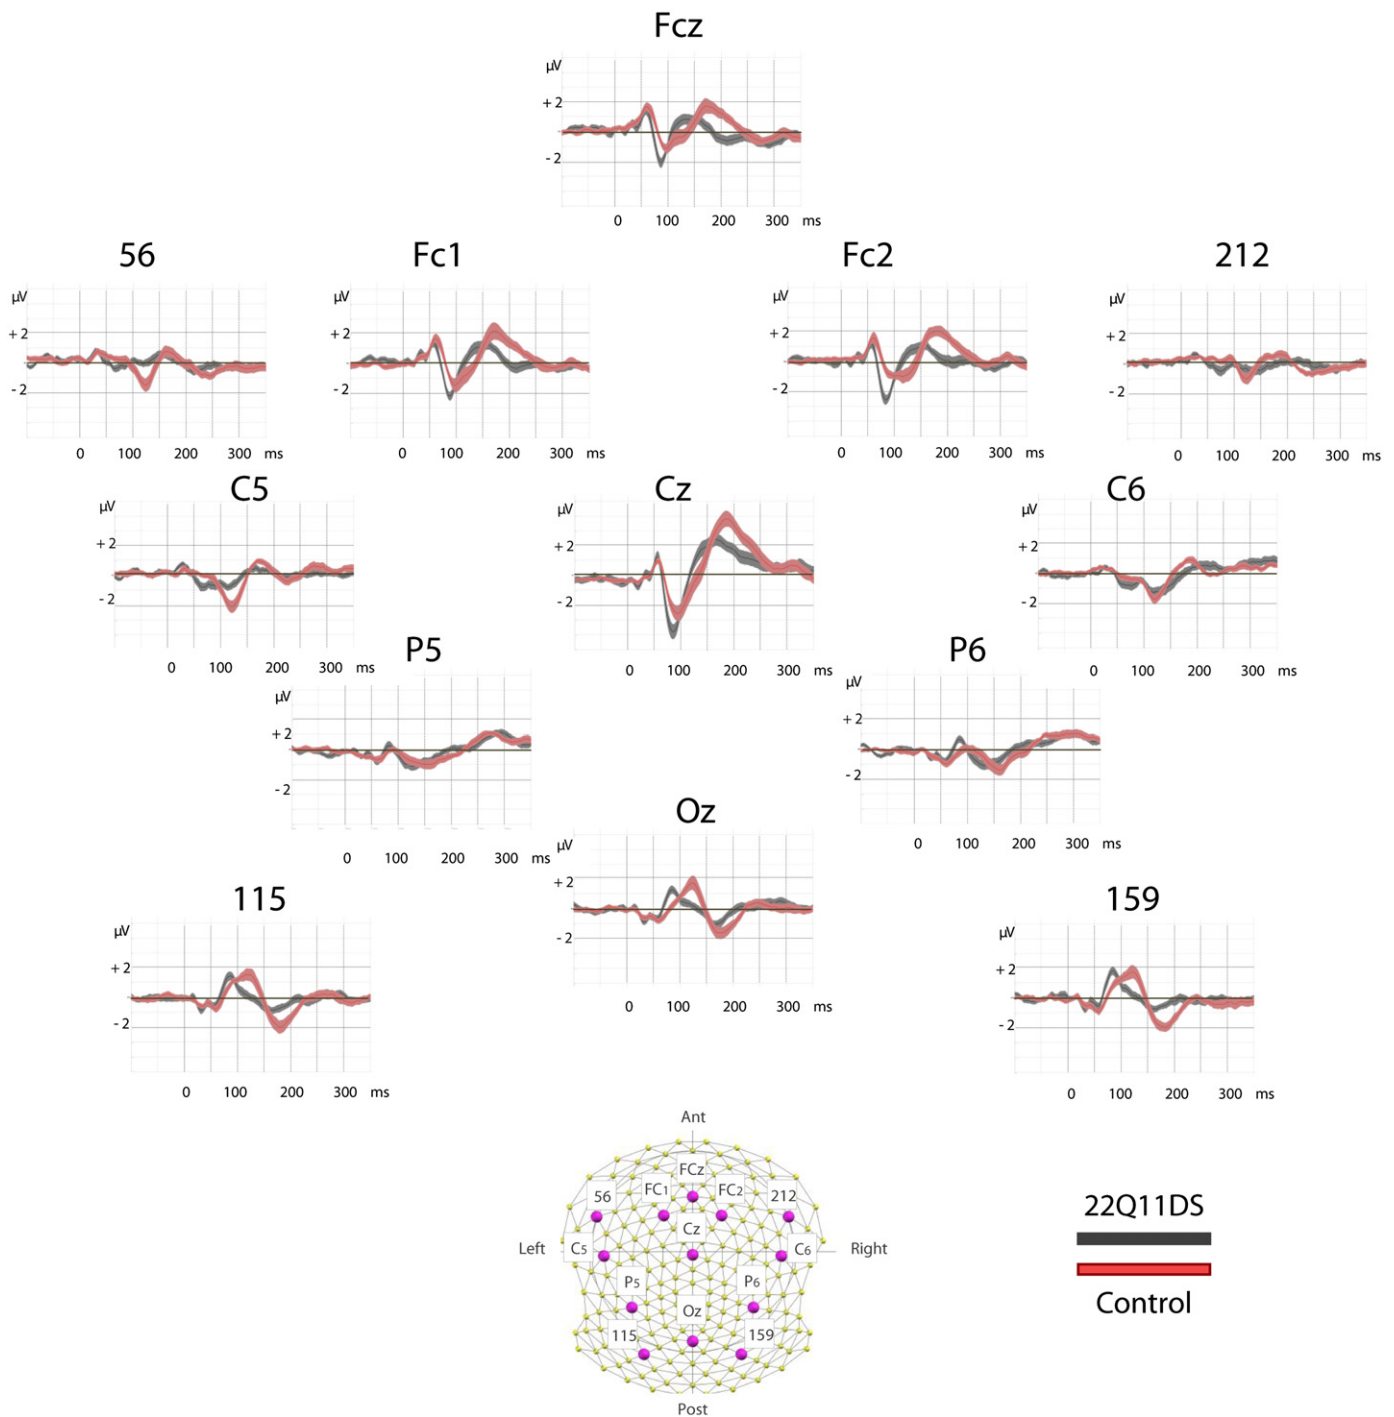 Fcz
µV
+ 2
- 2
0 100 200 300 ms
56 Fc1 Fc2 212
µV µV µV µV
+ 2 + 2 + 2 + 2
- 2 - 2 - 2 - 2
0 100 200 300 ms 0 100 200 300 ms 0 100 200 300 ms 0 100 200 300 ms
C5 Cz C6
µV µV µV
+ 2 + 2 + 2
- 2 - 2 - 2
0 100 200 300 ms 0 100 200 300 ms 0 100 200 300 ms
P5 P6
µV µV
+ 2 + 2
- 2 - 2
0 100 200 300 ms 0 100 200 300 ms
Oz
µV
+ 2
- 2
0 100 200 300 ms
115 159
µV µV
+ 2 + 2
- 2 - 2
0 100 200 300 ms 0 100 200 300 ms
Ant
FCz
56 FC1 FC2 212
Cz
Left C5 C6 Right
P5 P6
Oz
115 159
Post
22Q11DS
Control